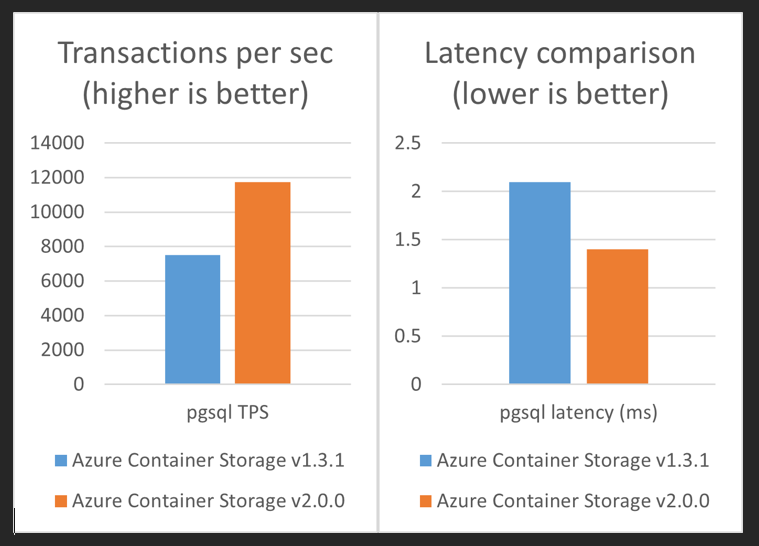 Transactions per sec
(higher is better)
14000
12000
10000
8000
6000
4000
2000
0
pgsql TPS
Azure Container Storage v1.3.1
Azure Container Storage v2.0.0
Latency comparison
(lower is better)
2.5
2
1.5
1
0.5
0
pgsql latency (ms)
Azure Container Storage v1.3.1
Azure Container Storage v2.0.0